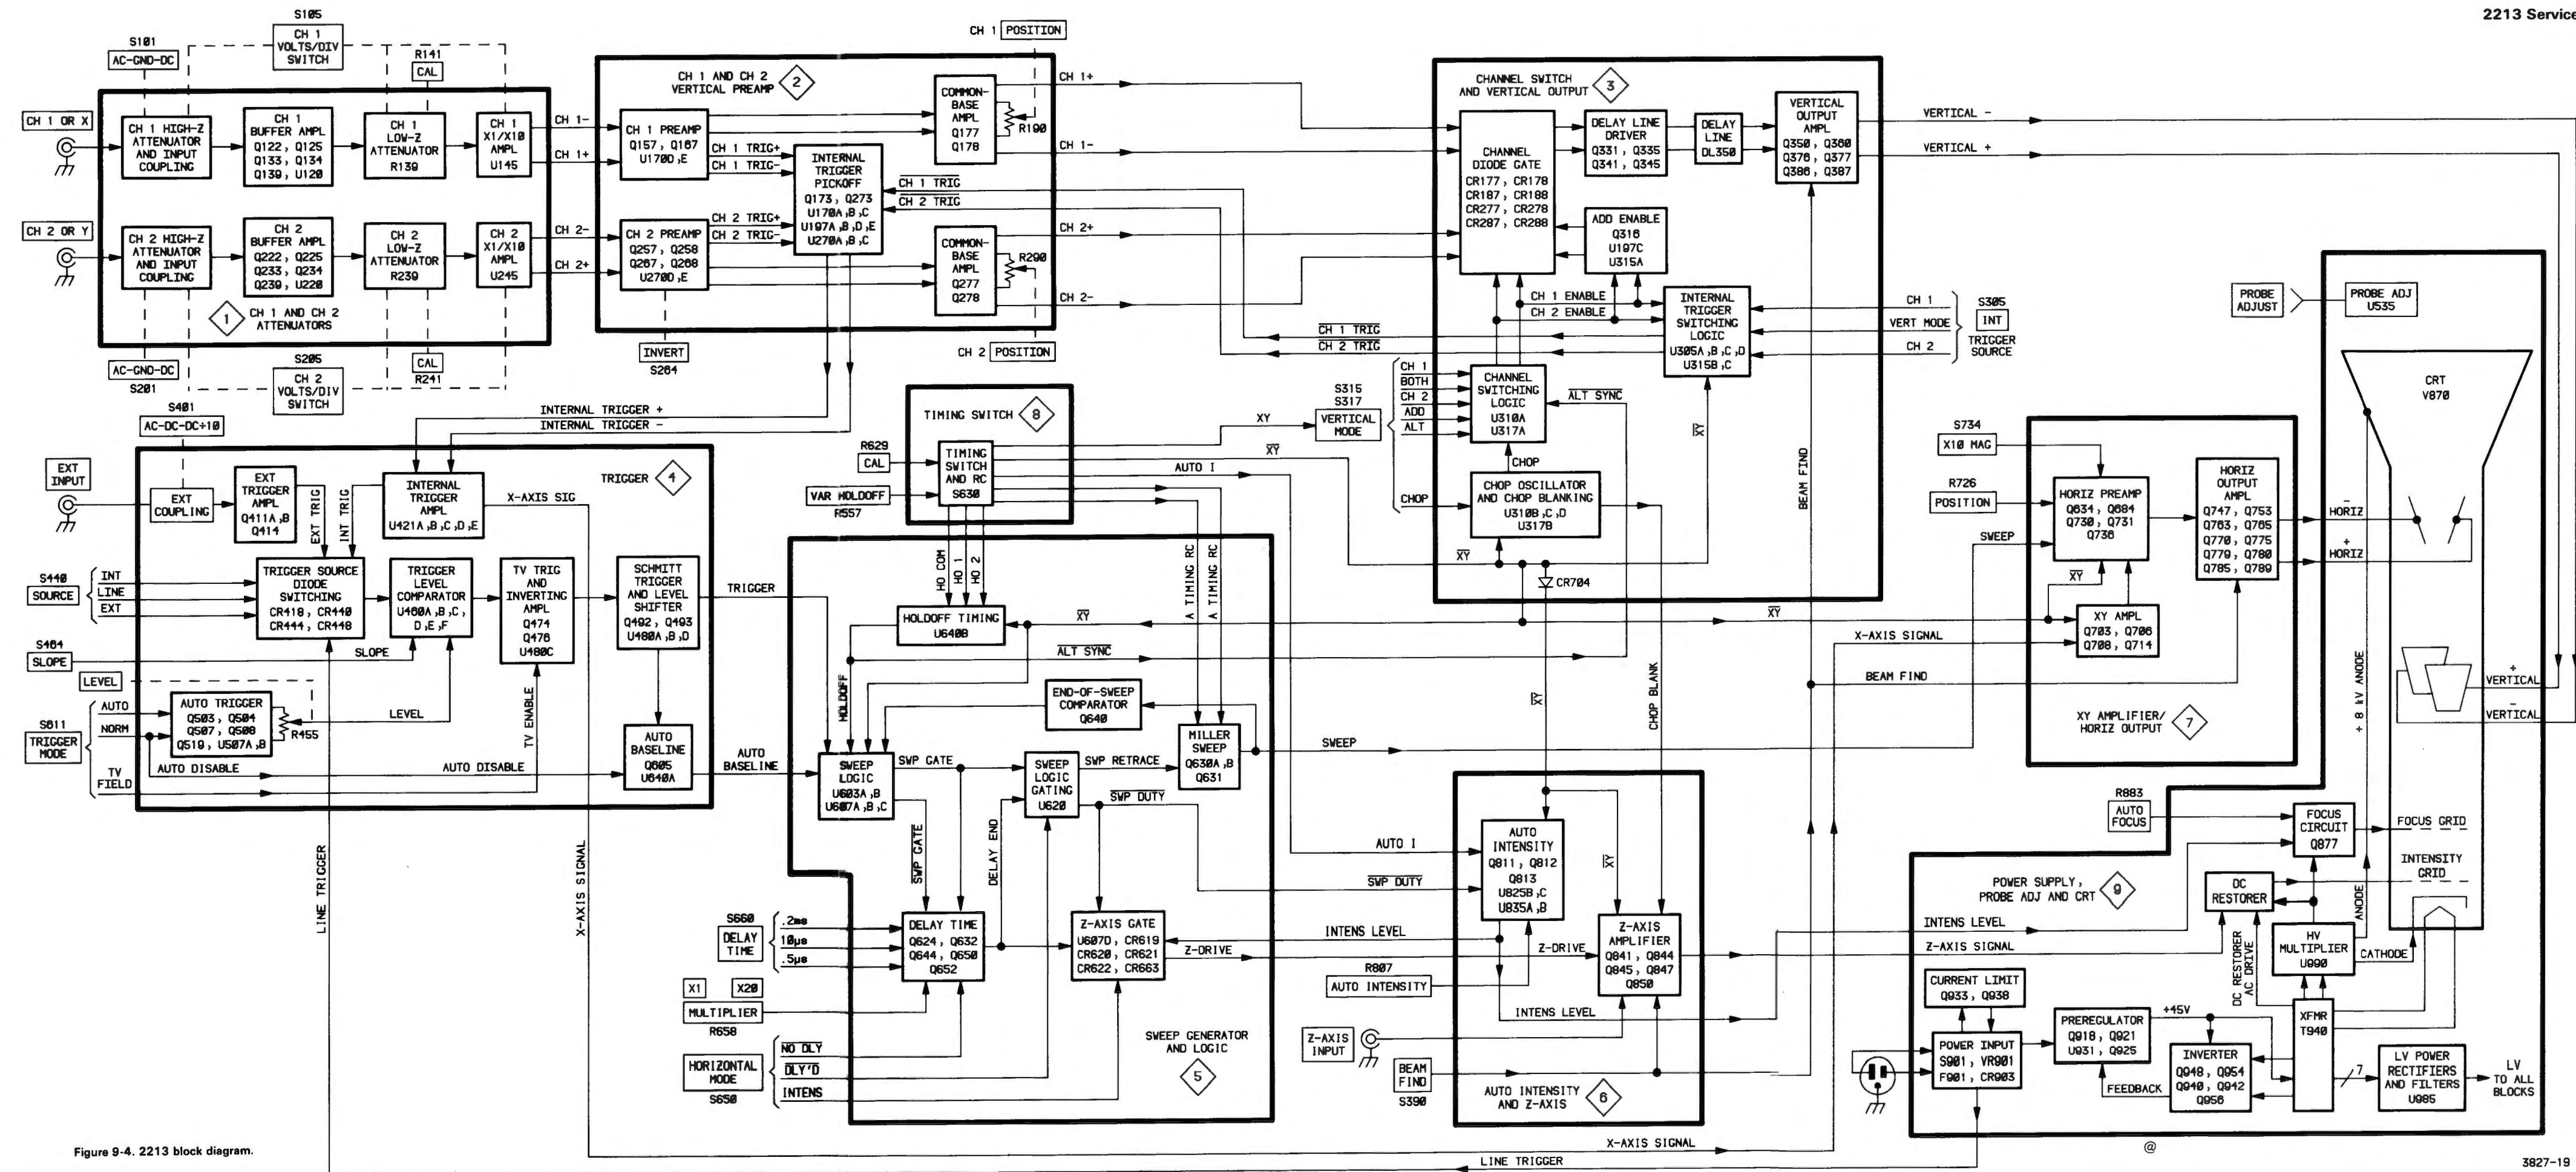 2213 Service
S101
AC-GND-DC
S105
CH 1
VOLTS/DIV
SWITCH
R141
CAL
CH 1 OR X
CH 1 HIGH-Z
ATTENUATOR
AND INPUT
COUPLING
CH 1
BUFFER AMPL
Q122, Q125
Q133, Q134
Q139, U120
CH 1
LOW-Z
ATTENUATOR
R139
CH 1
X1/X10
AMPL
U145
CH 1-
CH 1+
CH 2 OR Y
CH 2 HIGH-Z
ATTENUATOR
AND INPUT
COUPLING
CH 2
BUFFER AMPL
Q222, Q225
Q233, Q234
Q239, U220
CH 2
LOW-Z
ATTENUATOR
R239
CH 2
X1/X10
AMPL
U245
CH 2-
CH 2+
1
CH 1 AND CH 2
ATTENUATORS
AC-GND-DC
S201
S205
CH 2
VOLTS/DIV
SWITCH
CAL
R241
CH 1 AND CH 2
VERTICAL PREAMP
2
CH 1 POSITION
CH 1 PREAMP
Q157, Q167
U170D,E
CH 1 TRIG+
CH 1 TRIG-
INTERNAL
TRIGGER
PICKOFF
Q173, Q273
U170A,B,C
U197A,B,D,E
U270A,B,C
COMMON-
BASE
AMPL
Q177
Q178
R190
CH 1+
CH 1-
CH 1 TRIG
CH 2 TRIG
CH 2 PREAMP
Q257, Q258
Q267, Q268
U270D,E
CH 2 TRIG+
CH 2 TRIG-
COMMON-
BASE
AMPL
Q277
Q278
R290
CH 2+
CH 2-
INVERT
S264
CH 2 POSITION
INTERNAL TRIGGER +
INTERNAL TRIGGER -
CHANNEL SWITCH
AND VERTICAL OUTPUT
3
CHANNEL
DIODE GATE
CR177, CR178
CR187, CR188
CR277, CR278
CR287, CR288
DELAY LINE
DRIVER
Q331, Q335
Q341, Q345
DELAY
LINE
DL350
VERTICAL
OUTPUT
AMPL
Q350, Q360
Q376, Q377
Q386, Q387
VERTICAL -
VERTICAL +
ADD ENABLE
Q316
U197C
U315A
CH 1 ENABLE
CH 2 ENABLE
INTERNAL
TRIGGER
SWITCHING
LOGIC
U305A,B,C,D
U315B,C
CH 1
VERT MODE
CH 2
S305
INT
TRIGGER
SOURCE
CH 1 TRIG
CH 2 TRIG
S315
S317
VERTICAL
MODE
CH 1
BOTH
CH 2
ADD
ALT
CHANNEL
SWITCHING
LOGIC
U310A
U317A
ALT SYNC
CHOP
CHOP
CHOP OSCILLATOR
AND CHOP BLANKING
U310B,C,D
U317B
XY
XY
BEAM FIND
CR704
PROBE
ADJUST
PROBE ADJ
U535
CRT
V870
TIMING SWITCH
8
R629
CAL
VAR HOLDOFF
R557
TIMING
SWITCH
AND RC
S630
XY
XY
AUTO I
HO COM
HO 1
HO 2
A TIMING RC
A TIMING RC
S401
AC-DC-DC÷10
EXT
INPUT
EXT
COUPLING
EXT
TRIGGER
AMPL
Q411A,B
Q414
EXT TRIG
INT TRIG
INTERNAL
TRIGGER
AMPL
U421A,B,C,D,E
X-AXIS SIG
TRIGGER
4
S440
SOURCE
INT
LINE
EXT
TRIGGER SOURCE
DIODE
SWITCHING
CR418, CR440
CR444, CR448
TRIGGER
LEVEL
COMPARATOR
U460A,B,C,
D,E,F
TV TRIG
AND
INVERTING
AMPL
Q474
Q476
U480C
SCHMITT
TRIGGER
AND LEVEL
SHIFTER
Q492, Q493
U480A,B,D
TRIGGER
S464
SLOPE
SLOPE
LEVEL
S611
TRIGGER
MODE
AUTO
NORM
TV
FIELD
AUTO TRIGGER
Q503, Q504
Q507, Q508
Q519, U507A,B
R455
LEVEL
TV ENABLE
AUTO DISABLE
AUTO DISABLE
AUTO
BASELINE
Q605
U640A
AUTO
BASELINE
HOLDOFF TIMING
U640B
XY
ALT SYNC
HOLDOFF
END-OF-SWEEP
COMPARATOR
Q640
MILLER
SWEEP
Q630A,B
Q631
SWEEP
SWEEP
LOGIC
U603A,B
U607A,B,C
SWP GATE
SWEEP
LOGIC
GATING
U620
SWP RETRACE
SWP DUTY
SWP GATE
DELAY END
S660
DELAY
TIME
.2ms
10µs
.5µs
DELAY TIME
Q624, Q632
Q644, Q650
Q652
Z-AXIS GATE
U607D, CR619
CR620, CR621
CR622, CR663
X1
X20
MULTIPLIER
R658
HORIZONTAL
MODE
S650
NO DLY
DLY'D
INTENS
SWEEP GENERATOR
AND LOGIC
5
LINE TRIGGER
X-AXIS SIGNAL
AUTO I
SWP DUTY
INTENS LEVEL
Z-DRIVE
Z-DRIVE
XY
XY
CHOP BLANK
AUTO
INTENSITY
Q811, Q812
Q813
U825B,C
U835A,B
Z-AXIS
AMPLIFIER
Q841, Q844
Q845, Q847
Q850
R807
AUTO INTENSITY
INTENS LEVEL
Z-AXIS
INPUT
BEAM
FIND
S390
AUTO INTENSITY
AND Z-AXIS
6
S734
X10 MAG
R726
POSITION
SWEEP
HORIZ PREAMP
Q634, Q684
Q730, Q731
Q736
HORIZ
OUTPUT
AMPL
Q747, Q753
Q763, Q765
Q770, Q775
Q779, Q780
Q785, Q789
-
HORIZ
+
HORIZ
XY
XY
XY AMPL
Q703, Q706
Q708, Q714
X-AXIS SIGNAL
BEAM FIND
XY AMPLIFIER/
HORIZ OUTPUT
7
+8 kV ANODE
+
VERTICAL
-
VERTICAL
R883
AUTO
FOCUS
FOCUS
CIRCUIT
Q877
FOCUS GRID
INTENSITY
GRID
POWER SUPPLY,
PROBE ADJ AND CRT
9
DC
RESTORER
INTENS LEVEL
Z-AXIS SIGNAL
DC RESTORER
AC DRIVE
HV
MULTIPLIER
U990
ANODE
CATHODE
CURRENT LIMIT
Q933, Q938
POWER INPUT
S901, VR901
F901, CR903
PREREGULATOR
Q918, Q921
U931, Q925
+45V
INVERTER
Q948, Q954
Q940, Q942
Q956
FEEDBACK
XFMR
T940
7
LV POWER
RECTIFIERS
AND FILTERS
U985
LV
TO ALL
BLOCKS
X-AXIS SIGNAL
LINE TRIGGER
Figure 9-4. 2213 block diagram.
@
3827-19